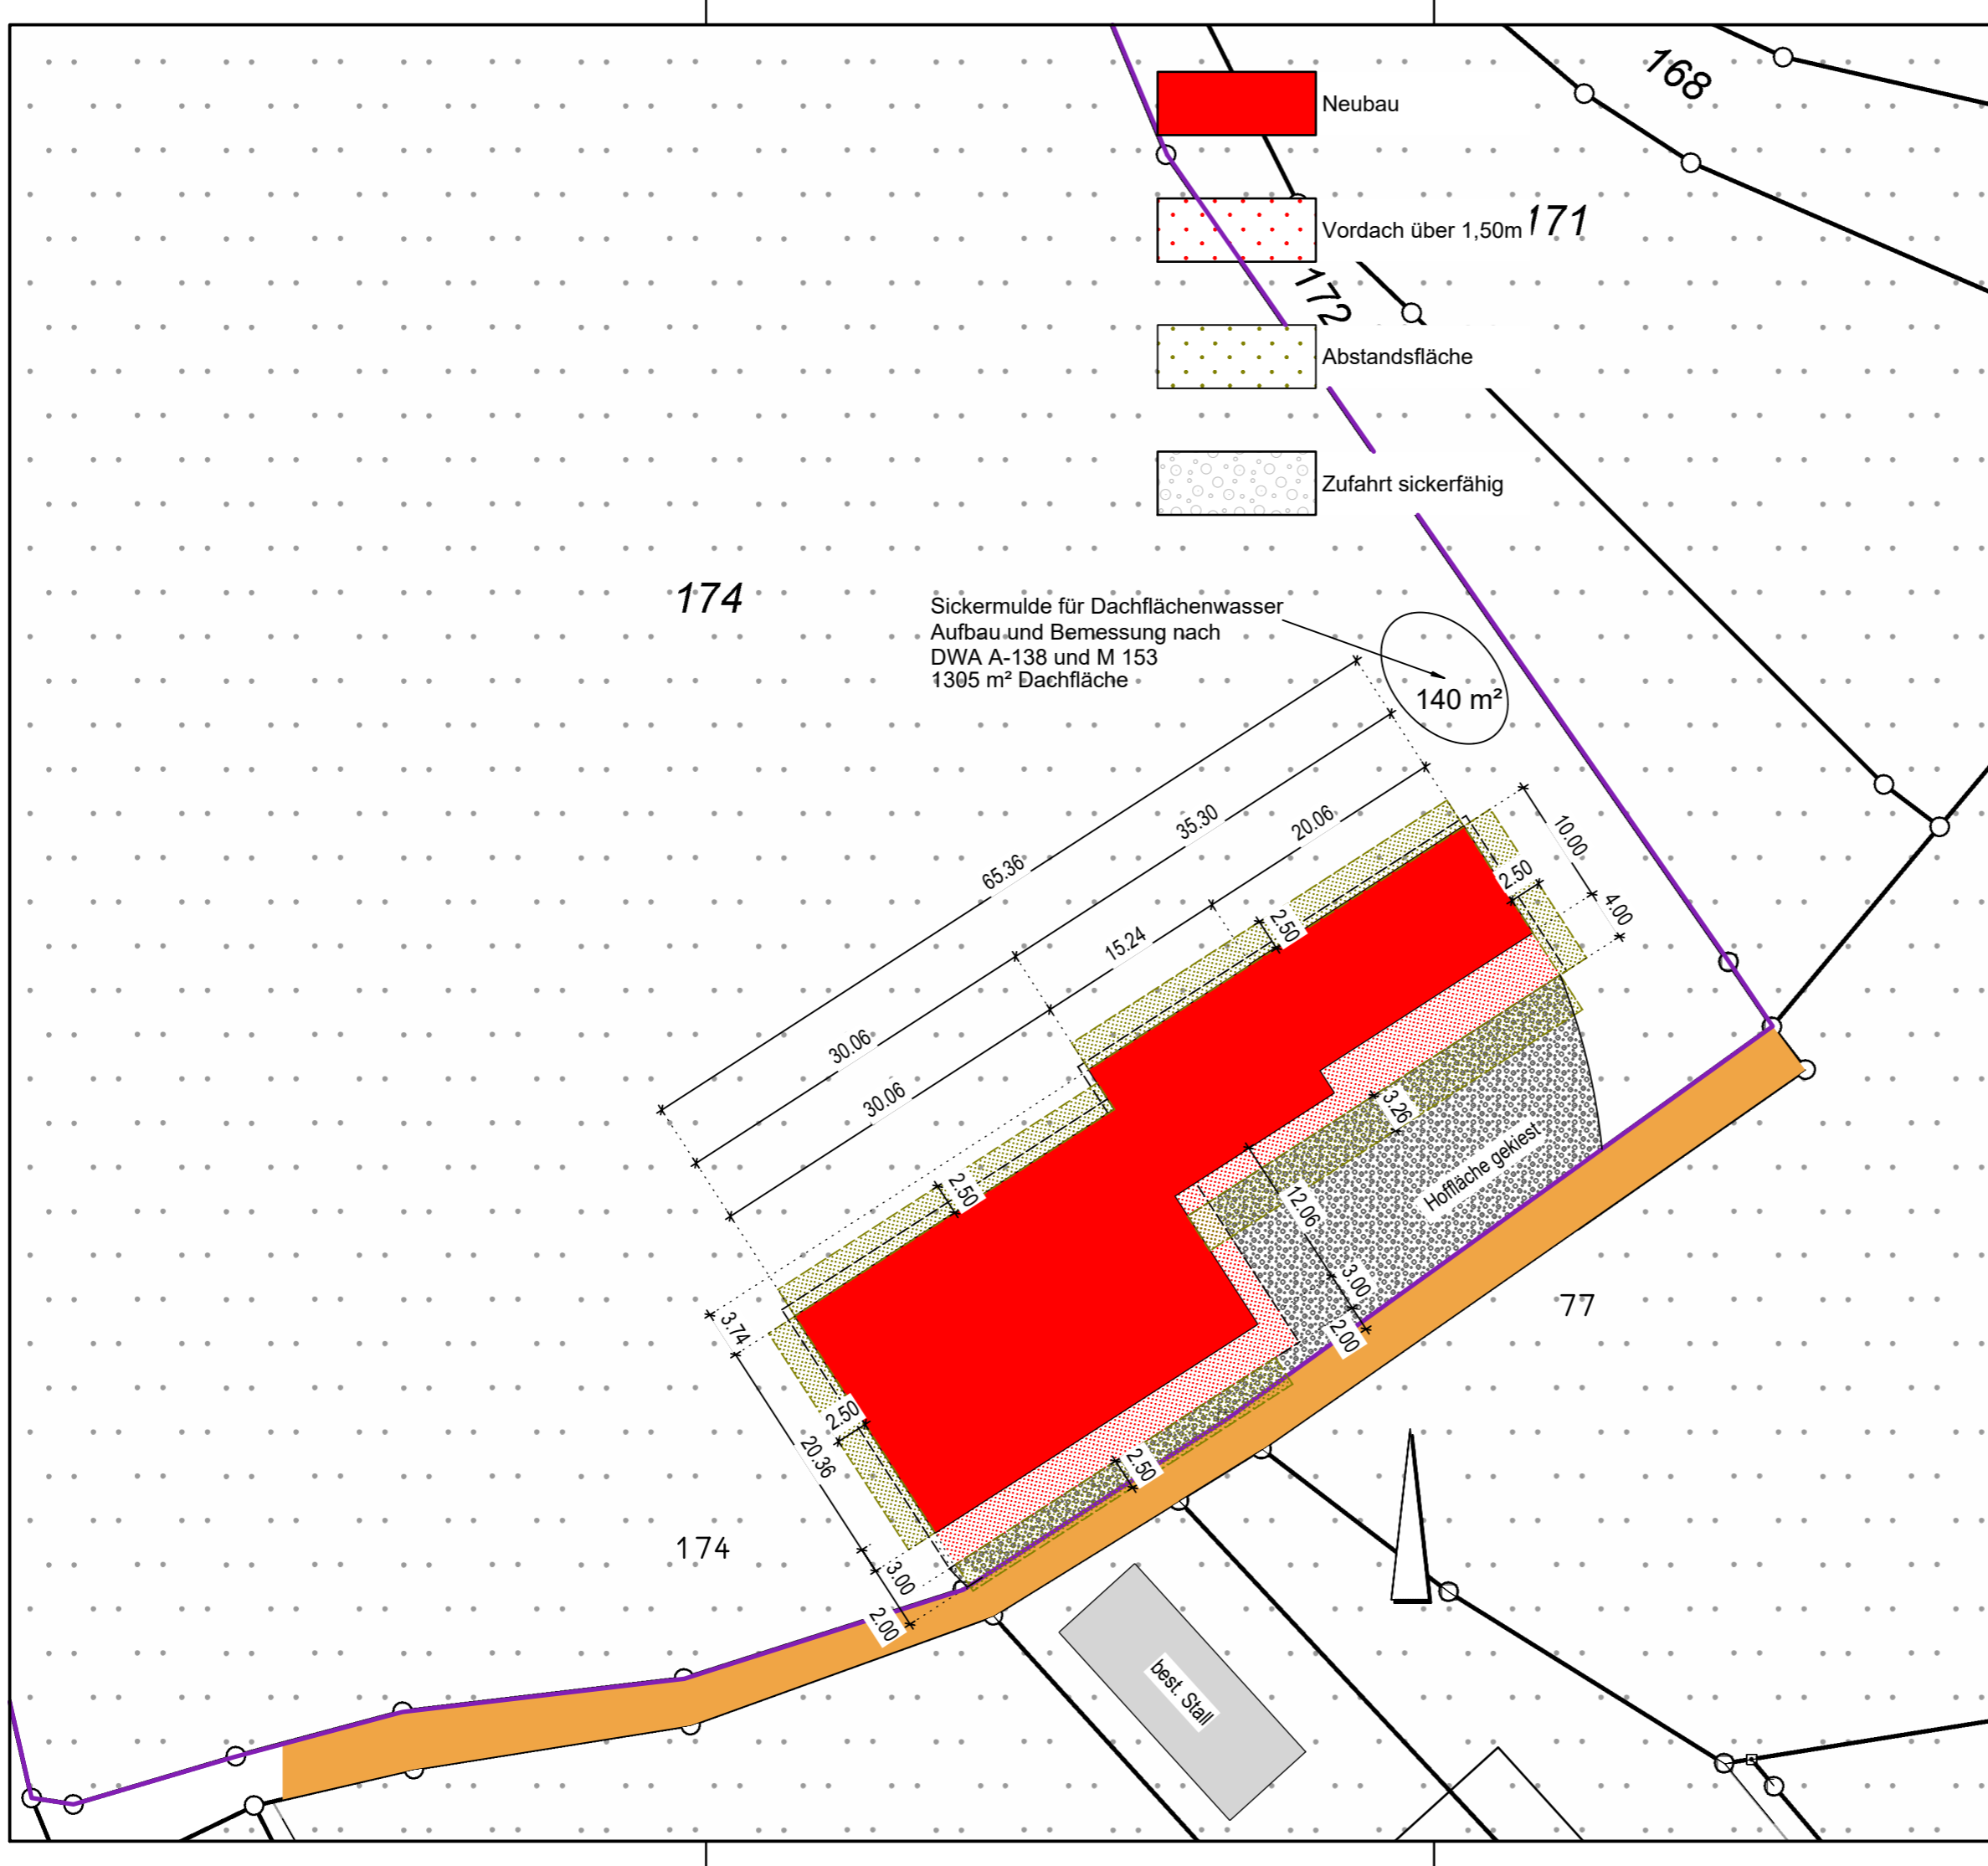 168
Neubau
171
Vordach über 1,50m
172
Abstandsfläche
Zufahrt sickerfähig
174
Sickermulde für Dachflächenwasser
Aufbau und Bemessung nach
DWA A-138 und M 153
1305 m² Dachfläche
140 m²
65.36
35.30
20.06
10.00
2.50
4.00
2.50
15.24
30.06
30.06
3.26
Hoffläche gekiest
2.50
12.06
3.00
2.00
77
3.74
2.50
20.36
2.50
174
3.00
2.00
best. Stall